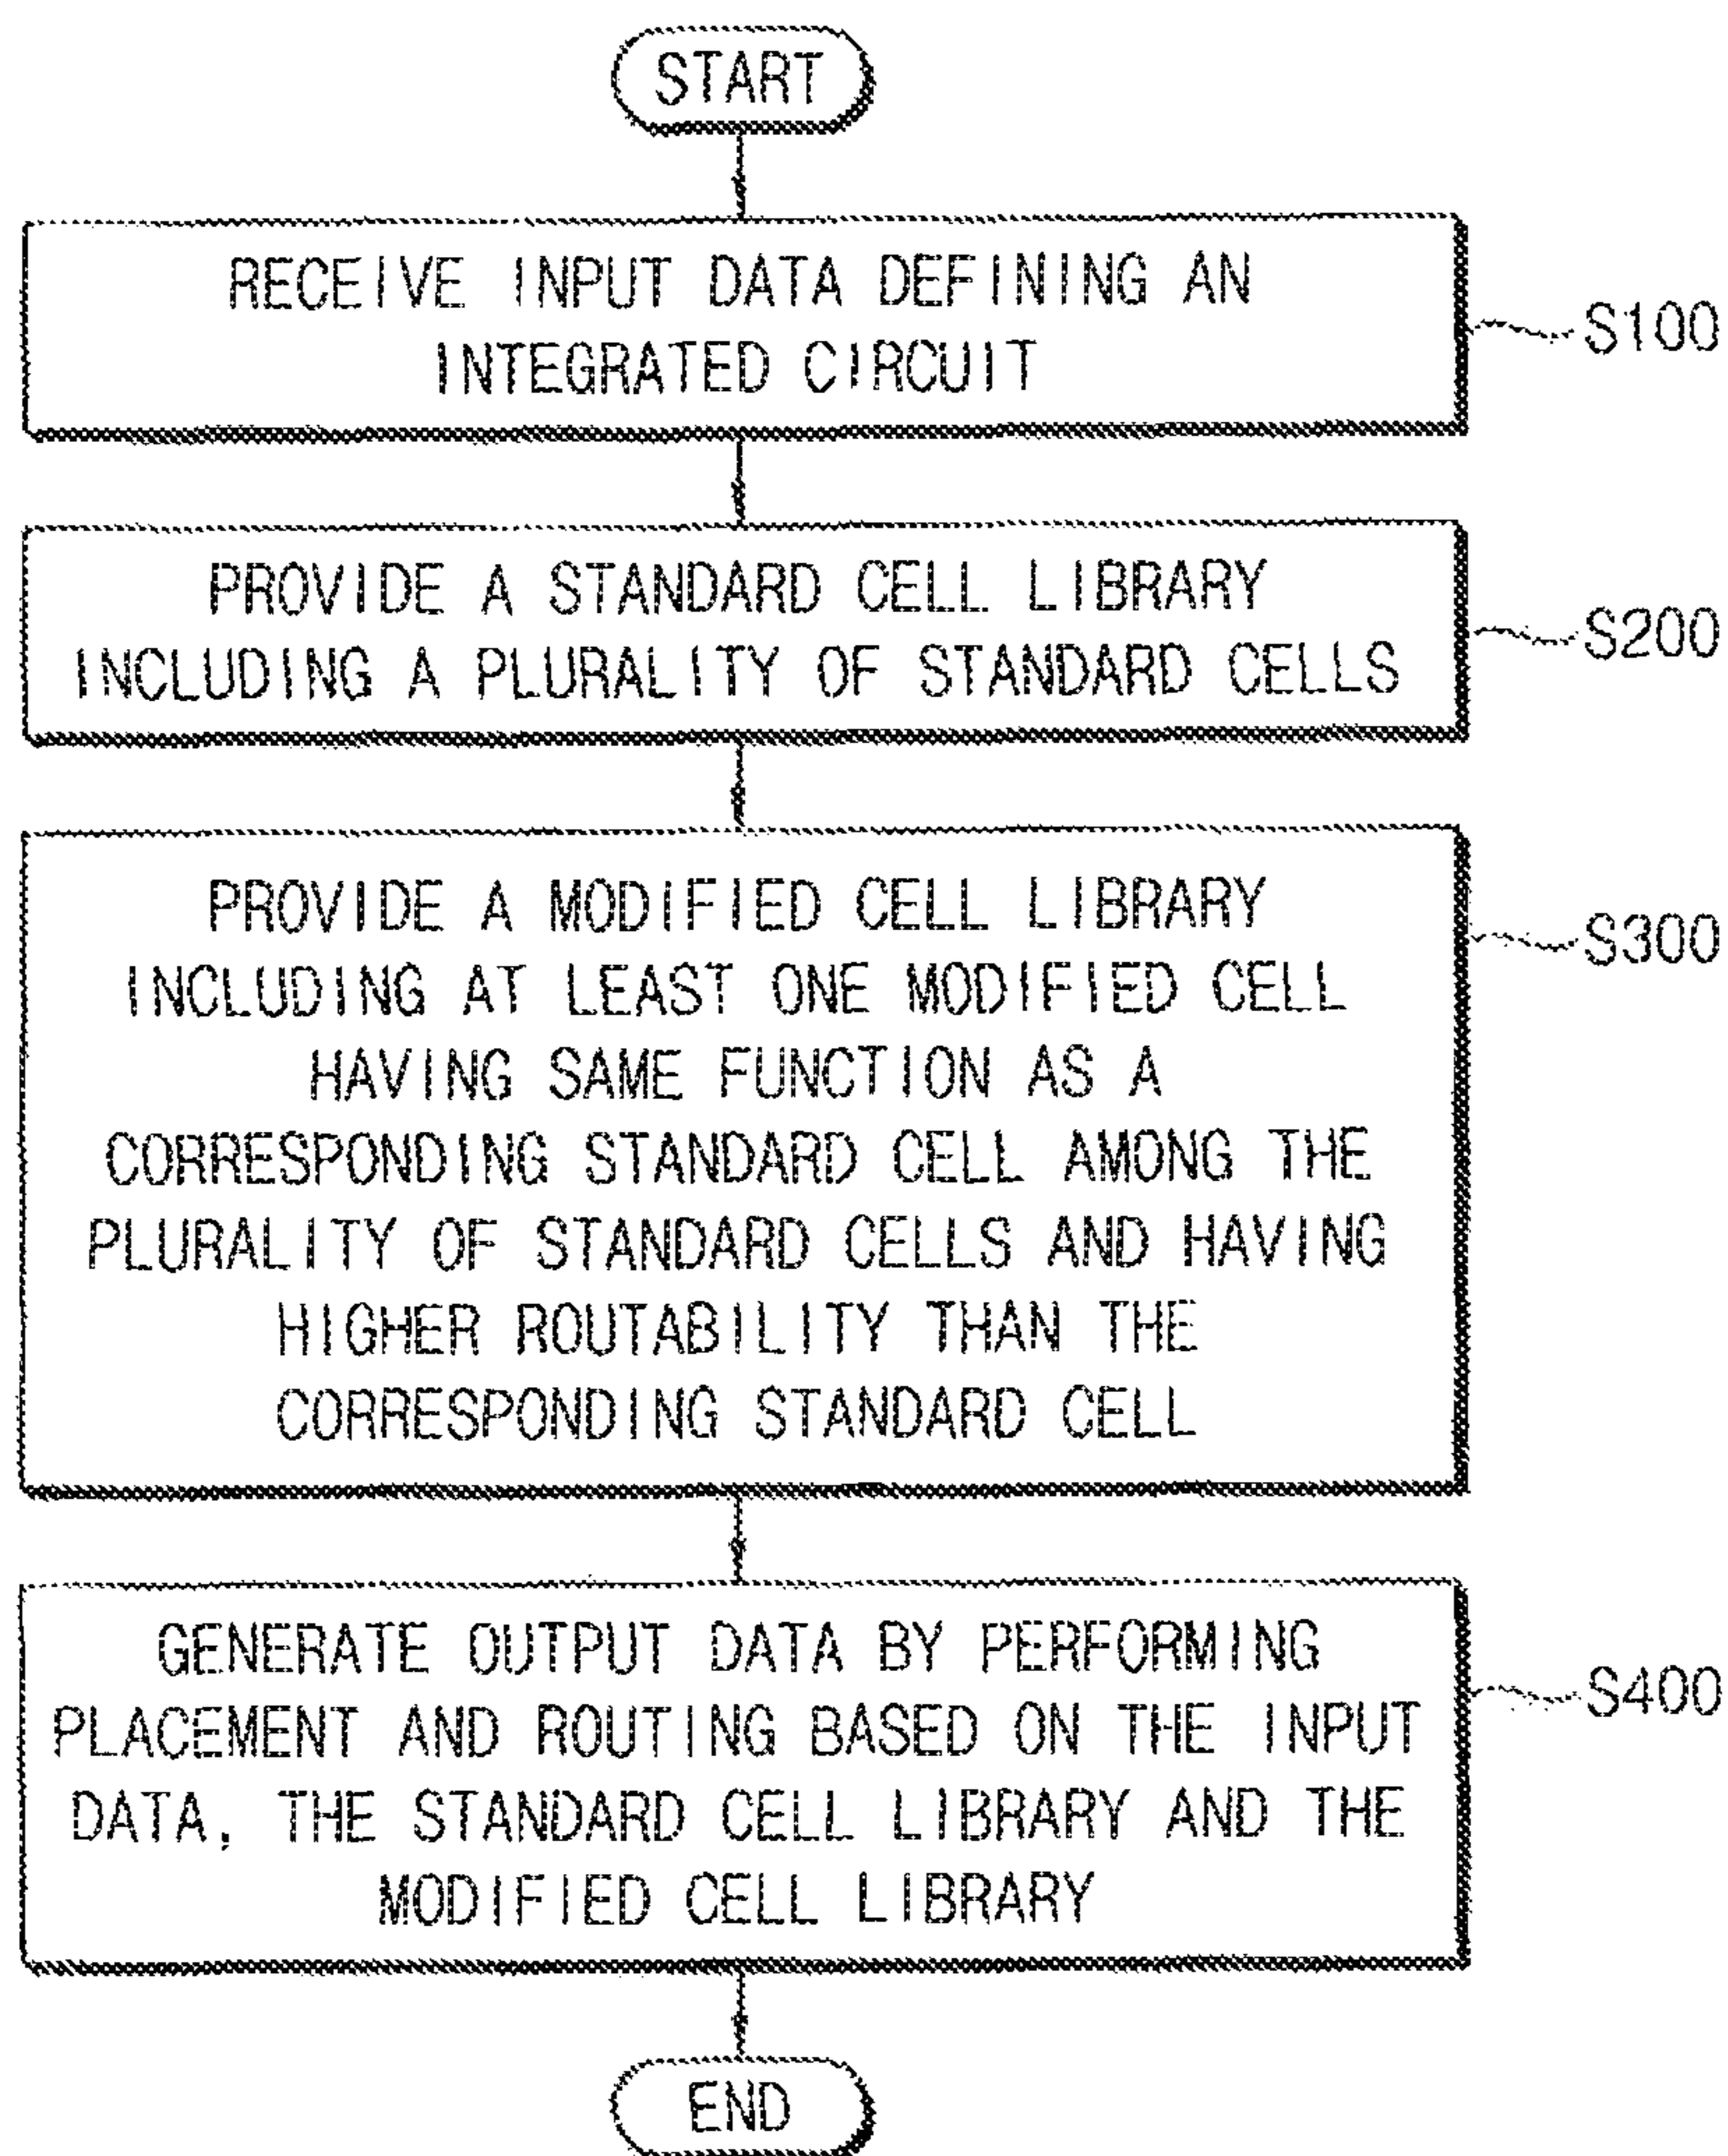 START
RECEIVE INPUT DATA DEFINING AN
INTEGRATED CIRCUIT
S100
PROVIDE A STANDARD CELL LIBRARY
INCLUDING A PLURALITY OF STANDARD CELLS
S200
PROVIDE A MODIFIED CELL LIBRARY
INCLUDING AT LEAST ONE MODIFIED CELL
HAVING SAME FUNCTION AS A
CORRESPONDING STANDARD CELL AMONG THE
PLURALITY OF STANDARD CELLS AND HAVING
HIGHER ROUTABILITY THAN THE
CORRESPONDING STANDARD CELL
S300
GENERATE OUTPUT DATA BY PERFORMING
PLACEMENT AND ROUTING BASED ON THE INPUT
DATA, THE STANDARD CELL LIBRARY AND THE
MODIFIED CELL LIBRARY
S400
END